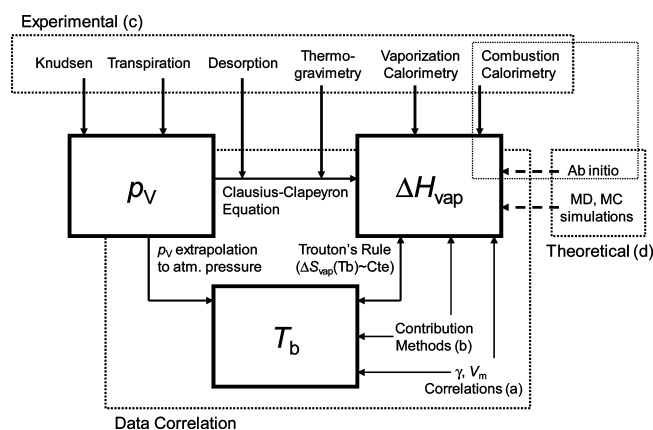 Experimental (c)
Knudsen
Transpiration
Desorption
Thermo-
gravimetry
Vaporization
Calorimetry
Combustion
Calorimetry
pV
Clausius-Clapeyron
Equation
ΔHvap
Ab initio
MD, MC
simulations
Theoretical (d)
pV extrapolation
to atm. pressure
Trouton's Rule
(ΔSvap(Tb)~Cte)
Tb
Contribution
Methods (b)
γ, Vm
Correlations (a)
Data Correlation